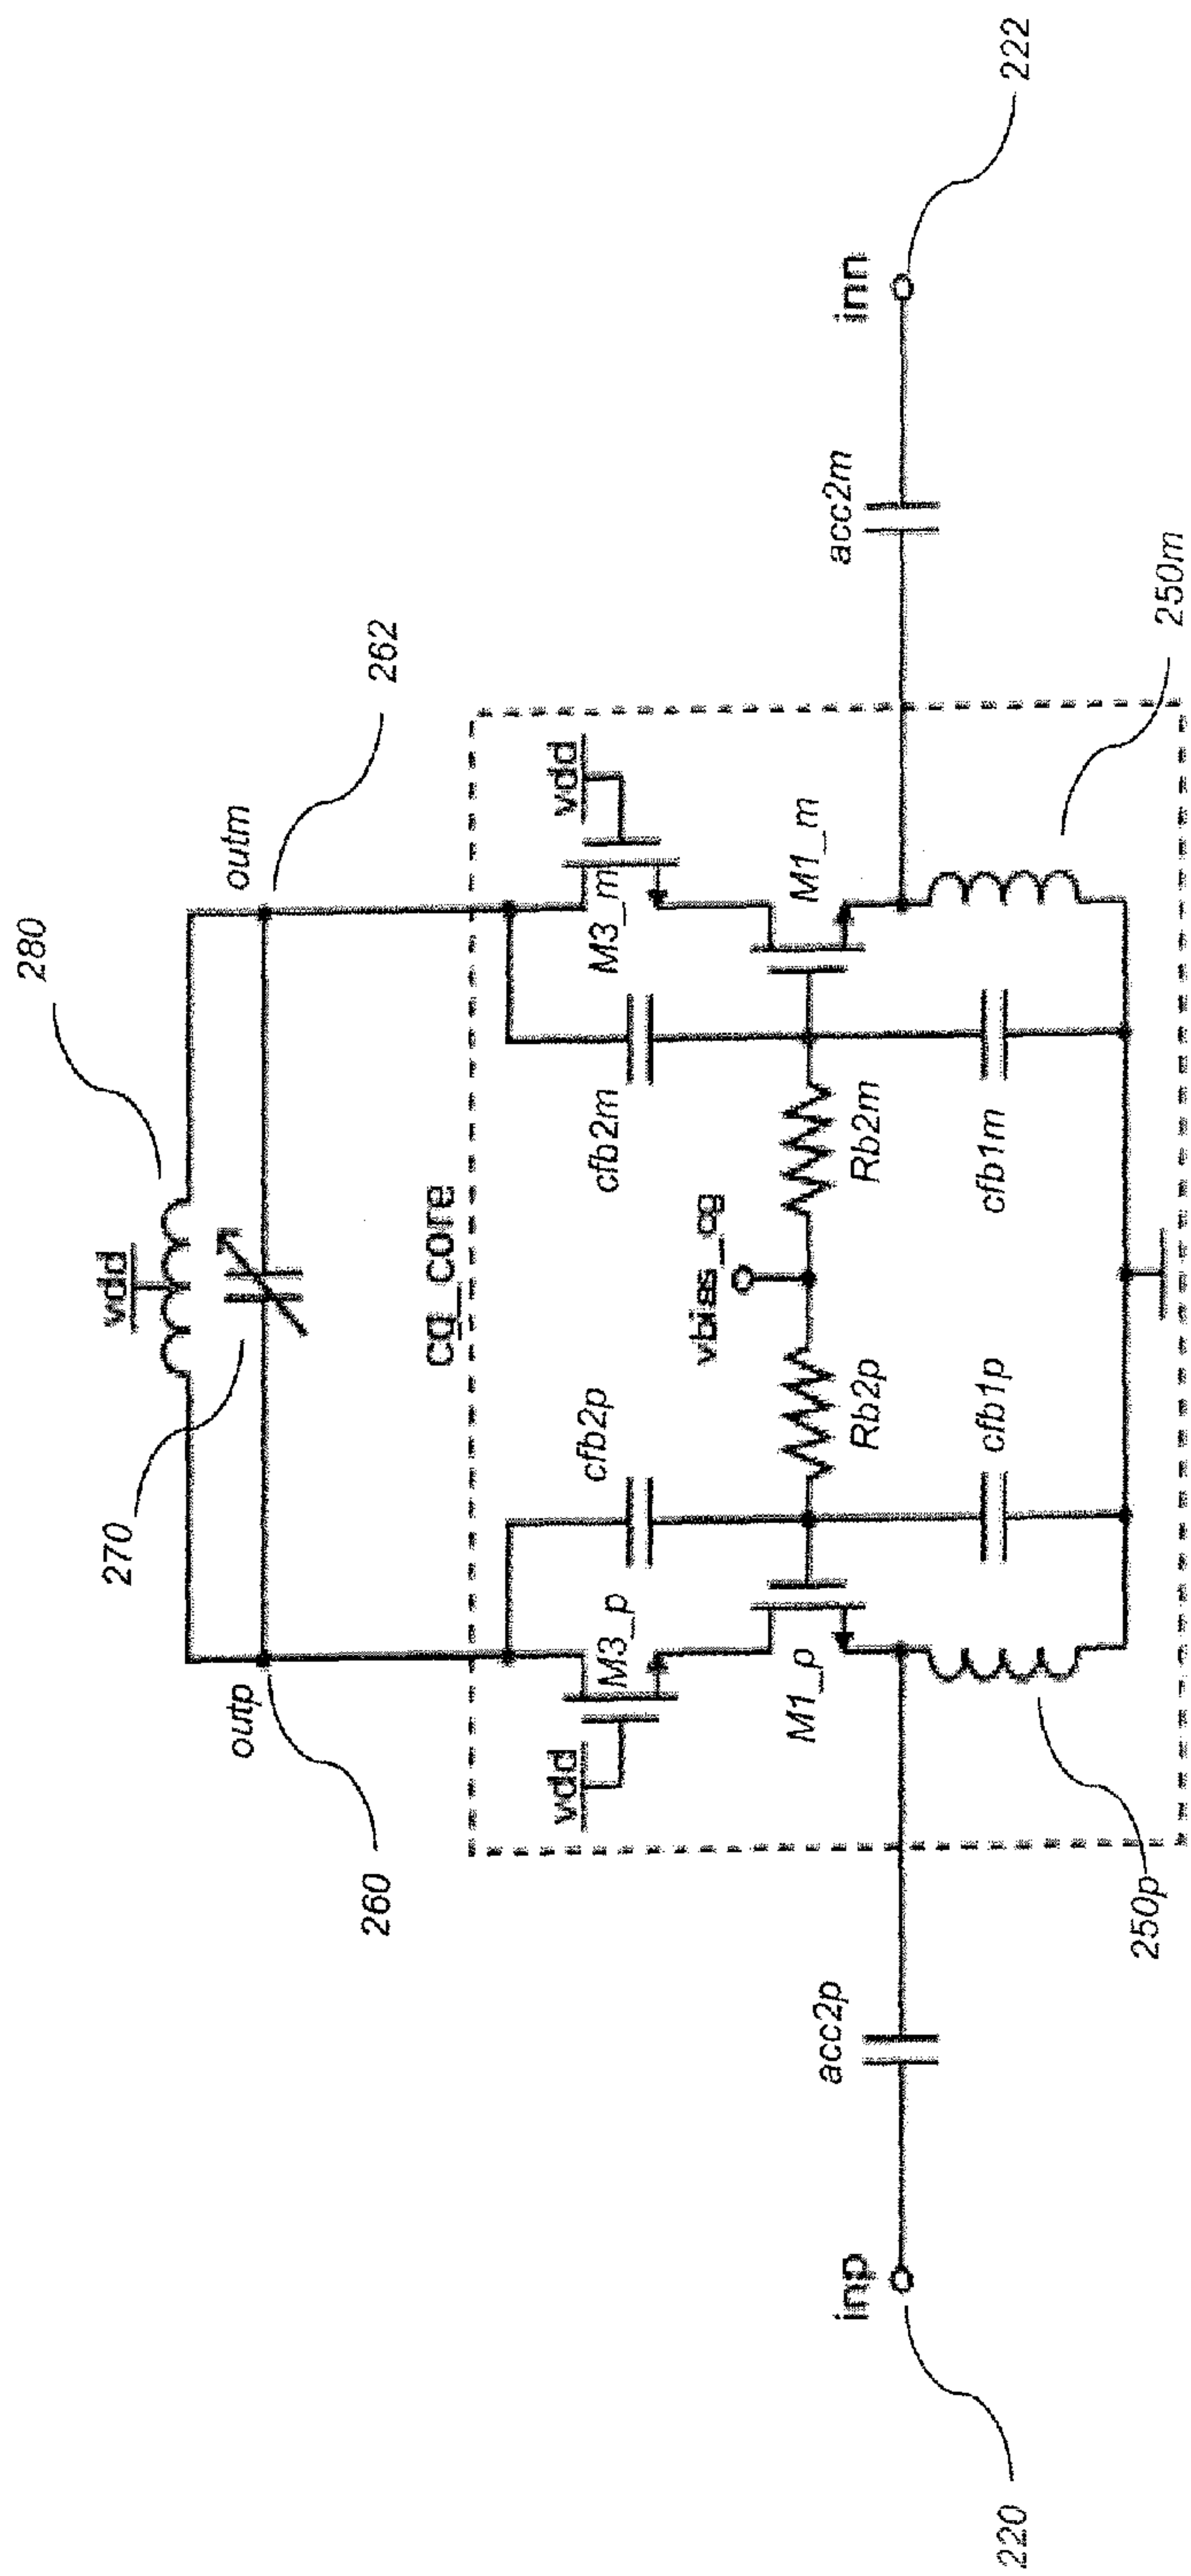 280
vdd
270
outp
outm
260
262
cg_core
vdd
M3_p
cfb2p
cfb2m
M3_m
vdd
vbias_cg
M1_p
Rb2p
Rb2m
M1_m
inp
acc2p
acc2m
inn
cfb1p
cfb1m
220
250p
250m
222